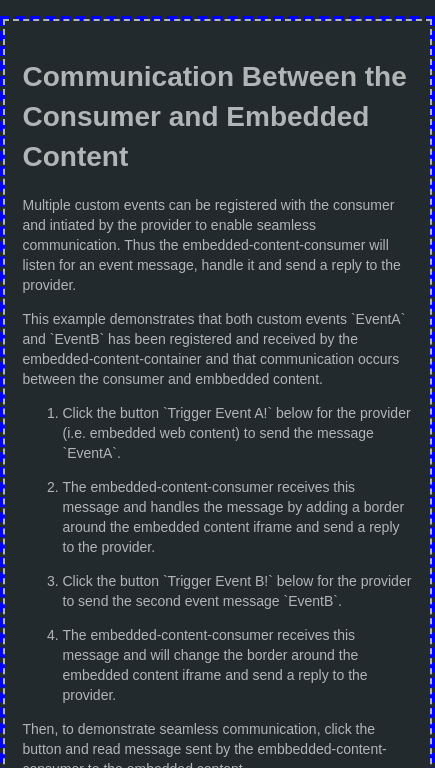 Communication Between the
Consumer and Embedded
Content
Multiple custom events can be registered with the consumer
and intiated by the provider to enable seamless
communication. Thus the embedded-content-consumer will
listen for an event message, handle it and send a reply to the
provider.
This example demonstrates that both custom events `EventA`
and `EventB` has been registered and received by the
embedded-content-container and that communication occurs
between the consumer and embbeded content.
1. Click the button `Trigger Event A!` below for the provider
(i.e. embedded web content) to send the message
`EventA`.
2. The embedded-content-consumer receives this
message and handles the message by adding a border
around the embedded content iframe and send a reply
to the provider.
3. Click the button `Trigger Event B!` below for the provider
to send the second event message `EventB`.
4. The embedded-content-consumer receives this
message and will change the border around the
embedded content iframe and send a reply to the
provider.
Then, to demonstrate seamless communication, click the
button and read message sent by the embbedded-content-
consumer to the embedded content.